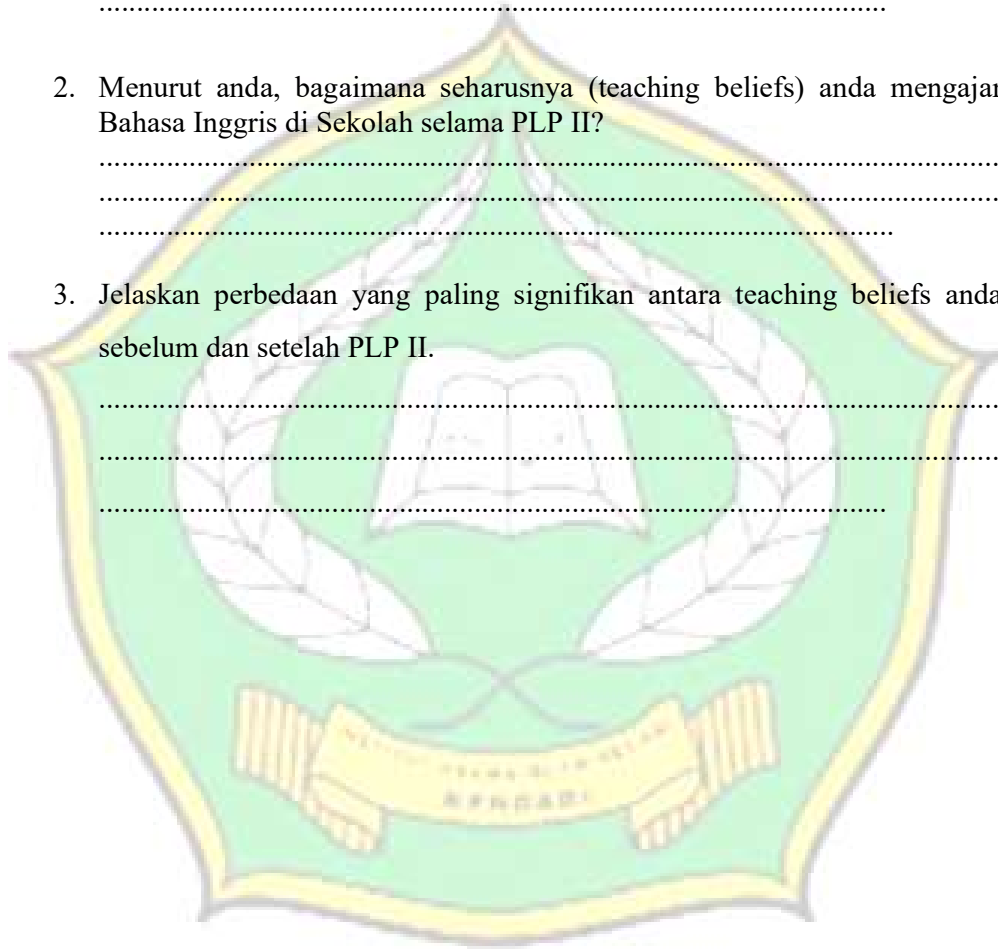 ....................................................................................................
2. Menurut anda, bagaimana seharusnya (teaching beliefs) anda mengajar
Bahasa Inggris di Sekolah selama PLP II?
....................................................................................................
....................................................................................................
....................................................................................................
3. Jelaskan perbedaan yang paling signifikan antara teaching beliefs anda
sebelum dan setelah PLP II.
....................................................................................................
....................................................................................................
....................................................................................................
KENDARI